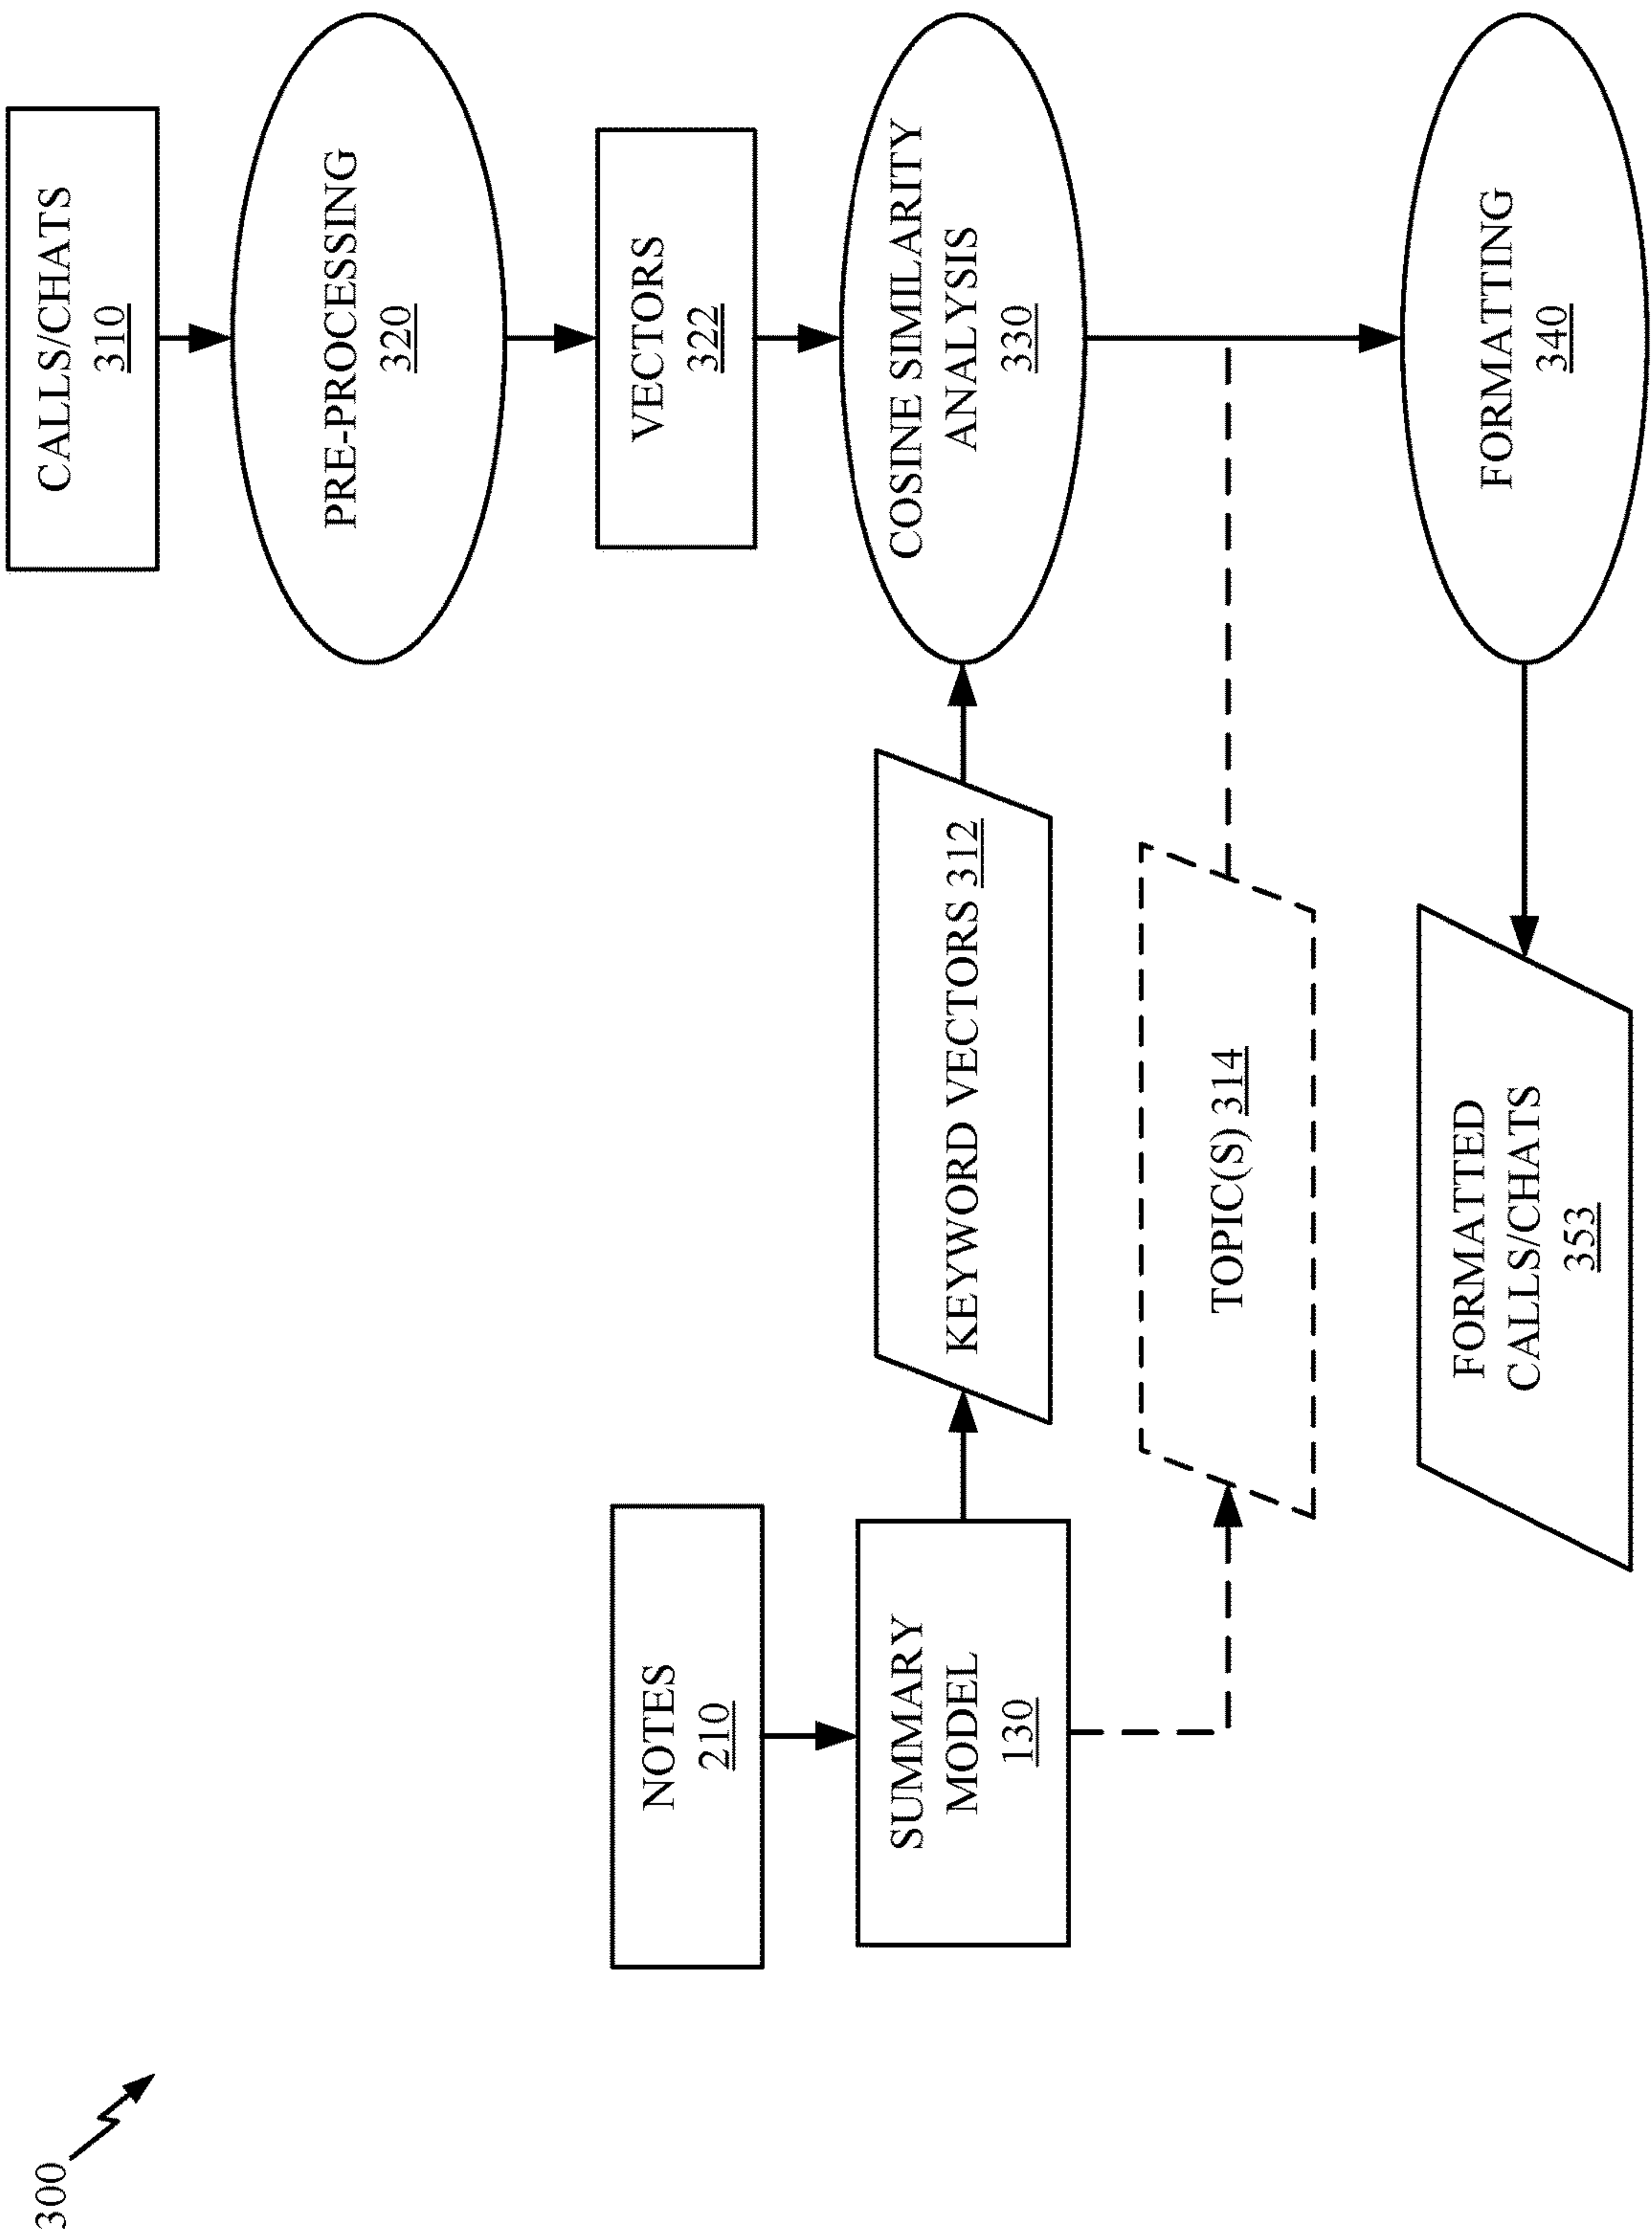 300
CALLS/CHATS
310
PRE-PROCESSING
320
NOTES
210
VECTORS
322
SUMMARY
MODEL
130
KEYWORD VECTORS 312
COSINE SIMILARITY
ANALYSIS
330
TOPIC(S) 314
FORMATTED
CALLS/CHATS
353
FORMATTING
340